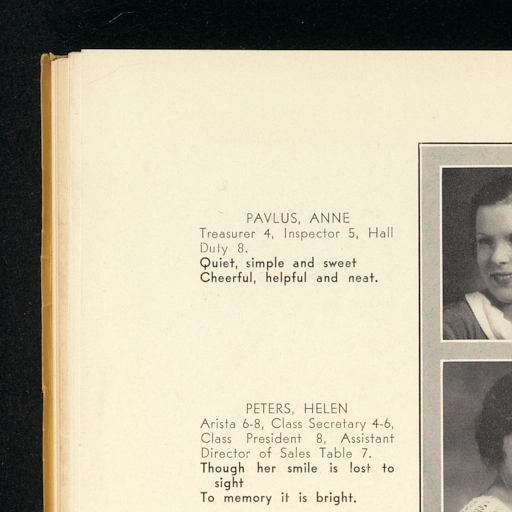 PAVLUS, ANNE
Treasurer 4, Inspector 5, Hall
Duty 8.
Quiet, simple and sweet
Cheerful, helpful and neat.
PETERS, HELEN
Arista 6-8, Class Secretary 4-6,
Class President 8, Assistant
Director of Sales Table 7.
Though her smile is lost to
sight
To memory it is bright.